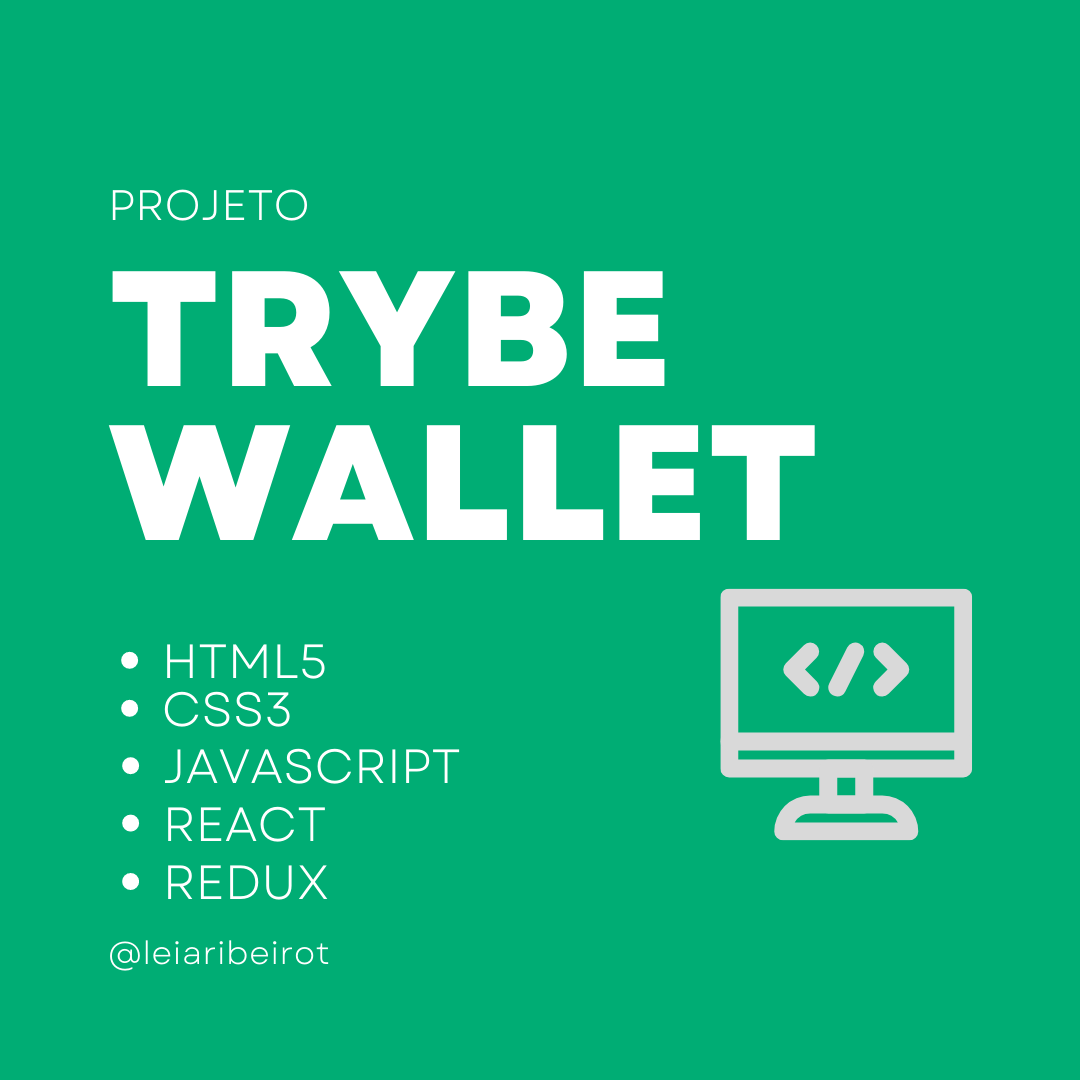 PROJETO
TRYBE
WALLET
</>
• HTML5
• CSS3
• JAVASCRIPT
• REACT
• REDUX
@leiaribeirot